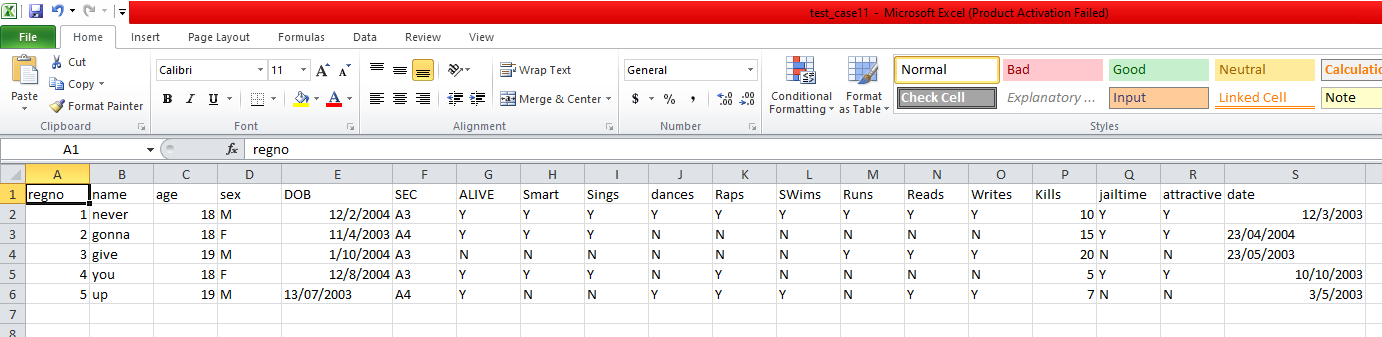 test_case11 - Microsoft Excel (Product Activation Failed)
File Home Insert Page Layout Formulas Data Review View
Cut Calibri 11 A A Wrap Text General Normal Bad Good Neutral Calculatio
Paste Copy Format Painter B I U A Merge & Center $ % , .00 .0 Conditional Formatting Format as Table Check Cell Explanatory ... Input Linked Cell Note
Clipboard Font Alignment Number Styles
A1 fx regno
A B C D E F G H I J K L M N O P Q R S
1 regno name age sex DOB SEC ALIVE Smart Sings dances Raps SWims Runs Reads Writes Kills jailtime attractive date
2 1 never 18 M 12/2/2004 A3 Y Y Y Y Y Y Y Y Y 10 Y Y 12/3/2003
3 2 gonna 18 F 11/4/2003 A4 Y Y Y N N N N N N 15 Y Y 23/04/2004
4 3 give 19 M 1/10/2004 A3 N N N N N N Y Y Y 20 N N 23/05/2003
5 4 you 18 F 12/8/2004 A3 Y Y Y N Y N N N N 5 Y Y 10/10/2003
6 5 up 19 M 13/07/2003 A4 Y N N Y Y Y N Y Y 7 N N 3/5/2003
7
8